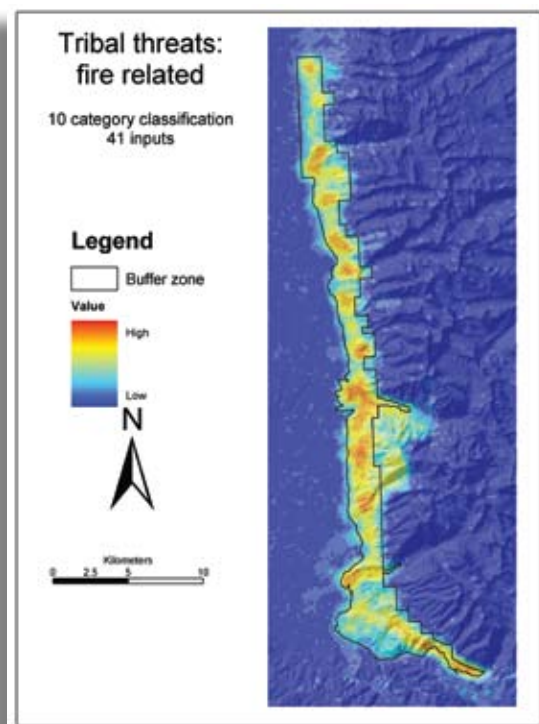 Tribal threats:
fire related
10 category classification
41 inputs
Legend
Buffer zone
Value
High
Low
N
Kilometers
0 2.5 5 10